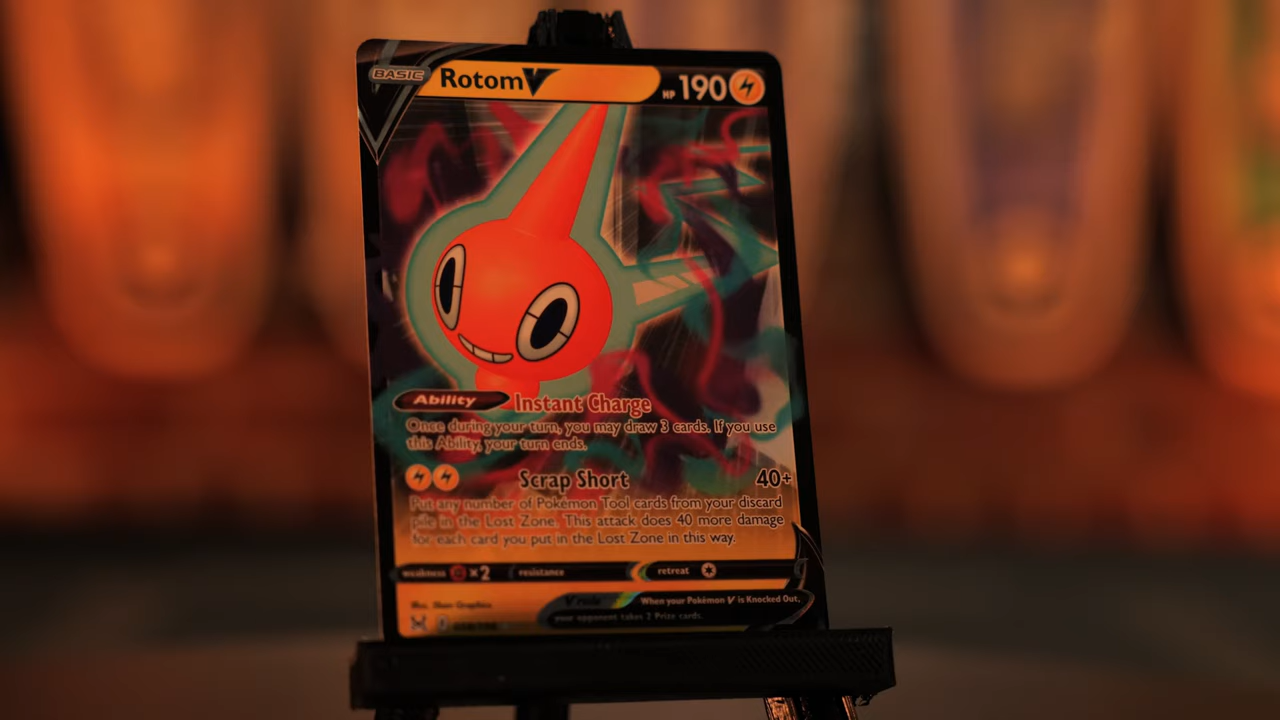 BASIC Rotom V HP 190
Ability Instant Charge
Once during your turn, you may draw 3 cards. If you use
this Ability, your turn ends.
Scrap Short 40+
Put any number of Pokémon Tool cards from your discard
pile in the Lost Zone. This attack does 40 more damage
for each card you put in the Lost Zone in this way.
weakness ×2 resistance retreat
Illus. Shan Graphics
V rule When your Pokémon V is Knocked Out,
your opponent takes 2 Prize cards.